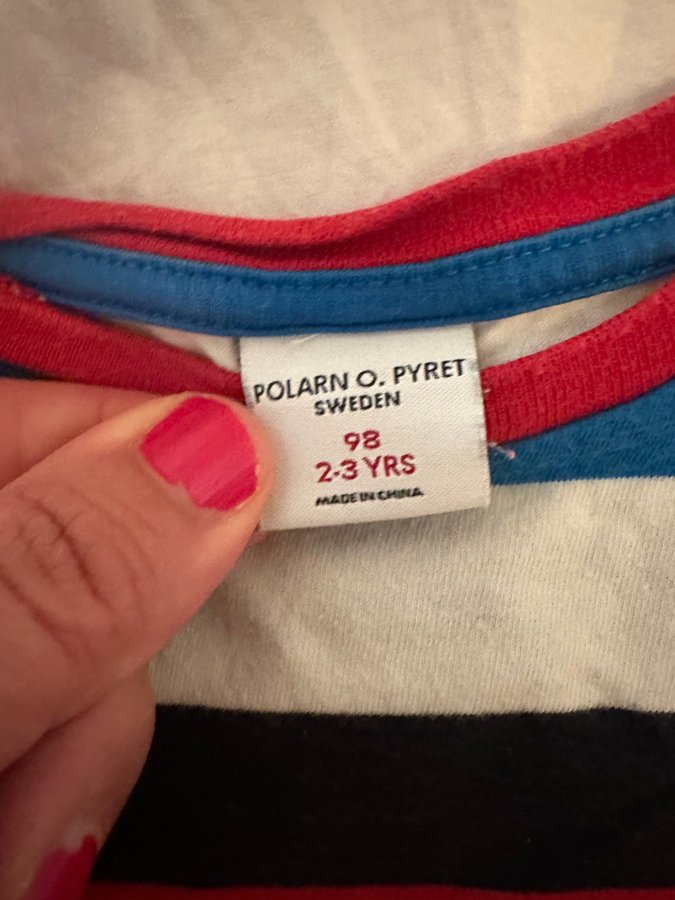 POLARN O. PYRET
SWEDEN
98
2-3 YRS
MADE IN CHINA